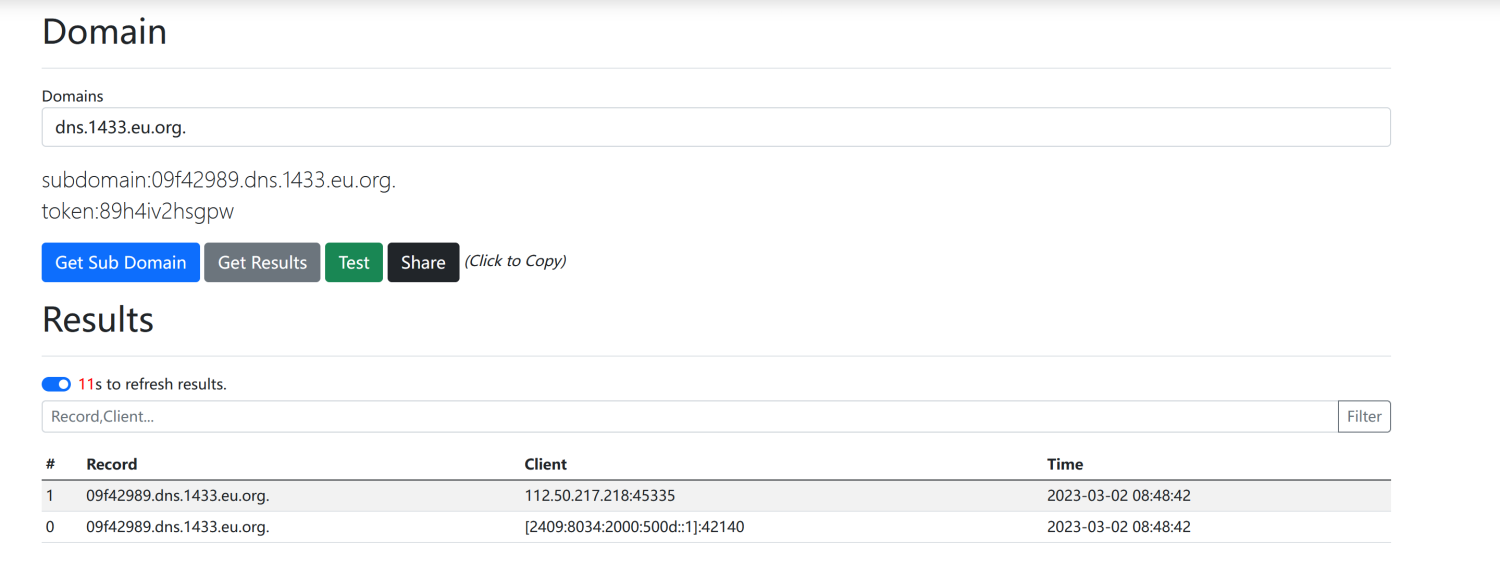 Domain
Domains
dns.1433.eu.org.
subdomain:09f42989.dns.1433.eu.org.
token:89h4iv2hsgpw
Get Sub Domain Get Results Test Share (Click to Copy)
Results
11s to refresh results.
Record,Client... Filter
# Record Client Time
1 09f42989.dns.1433.eu.org. 112.50.217.218:45335 2023-03-02 08:48:42
0 09f42989.dns.1433.eu.org. [2409:8034:2000:500d::1]:42140 2023-03-02 08:48:42